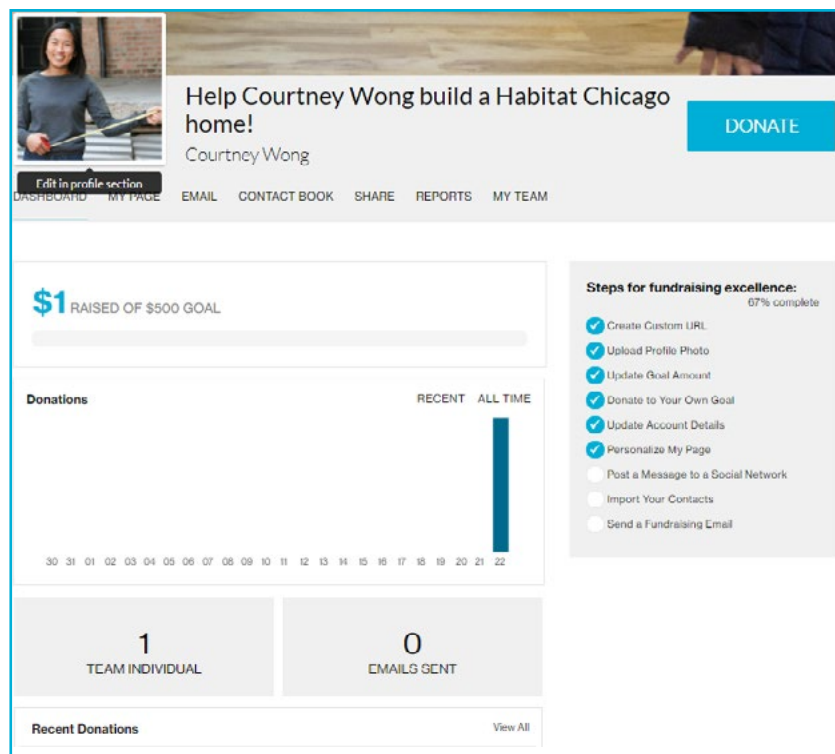 Help Courtney Wong build a Habitat Chicago
home!
Courtney Wong
DONATE
Edit in profile section
DASHBOARD MY PAGE EMAIL CONTACT BOOK SHARE REPORTS MY TEAM
$1 RAISED OF $500 GOAL
Steps for fundraising excellence:
67% complete
Create Custom URL
Upload Profile Photo
Update Goal Amount
Donate to Your Own Goal
Update Account Details
Personalize My Page
Post a Message to a Social Network
Import Your Contacts
Send a Fundraising Email
Donations RECENT ALL TIME
30 31 01 02 03 04 05 06 07 08 09 10 11 12 13 14 15 16 17 18 19 20 21 22
1
TEAM INDIVIDUAL
0
EMAILS SENT
Recent Donations View All